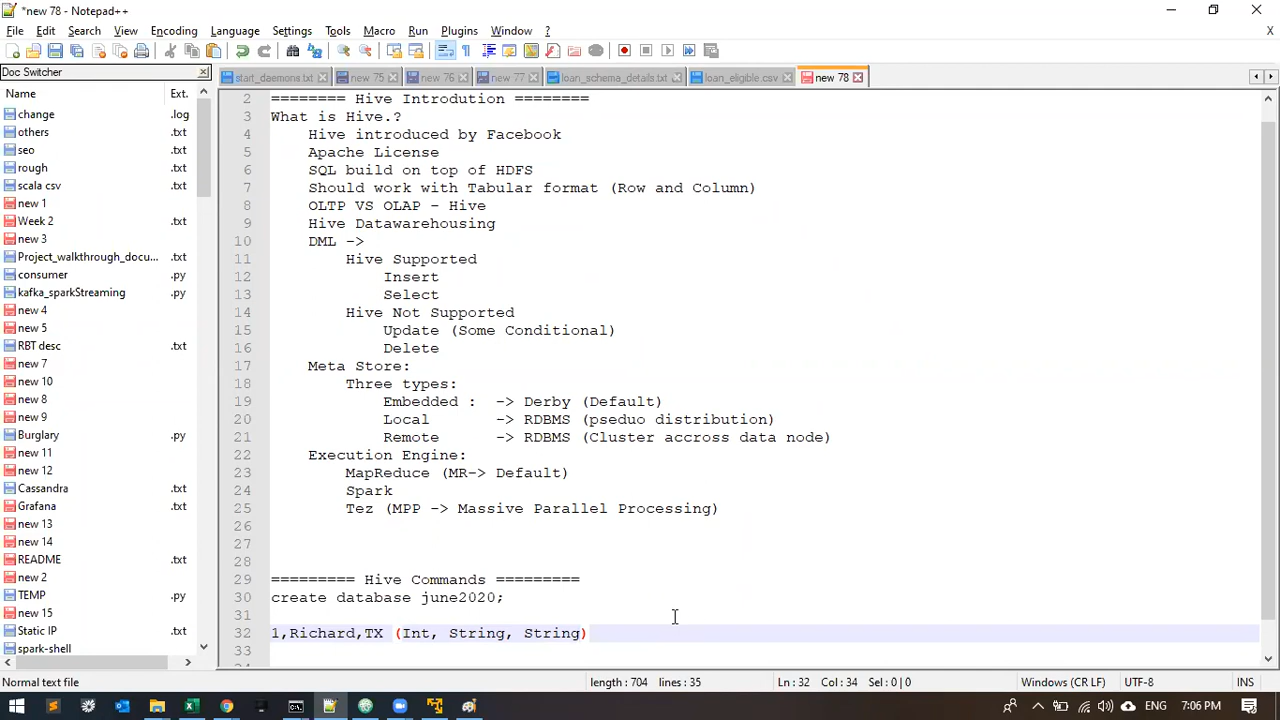 *new 78 - Notepad++
File Edit Search View Encoding Language Settings Tools Macro Run Plugins Window ? X
Doc Switcher
start_daemons.txt new 75 new 76 new 77 loan_schema_details.txt loan_eligible.csv new 78
Name Ext.
change .log
others .txt
seo .txt
rough .txt
scala csv .txt
new 1
Week 2 .txt
new 3
Project_walkthrough_docu... .txt
consumer .py
kafka_sparkStreaming .py
new 4
new 5
RBT desc .txt
new 7
new 10
new 8
new 9
Burglary .py
new 11
new 12
Cassandra .txt
Grafana .txt
new 13
new 14
README .txt
new 2
TEMP .py
new 15
Static IP .txt
spark-shell .txt
2 ======== Hive Introdution ========
3 What is Hive.?
4 Hive introduced by Facebook
5 Apache License
6 SQL build on top of HDFS
7 Should work with Tabular format (Row and Column)
8 OLTP VS OLAP - Hive
9 Hive Datawarehousing
10 DML ->
11 Hive Supported
12 Insert
13 Select
14 Hive Not Supported
15 Update (Some Conditional)
16 Delete
17 Meta Store:
18 Three types:
19 Embedded : -> Derby (Default)
20 Local -> RDBMS (pseduo distribution)
21 Remote -> RDBMS (Cluster accross data node)
22 Execution Engine:
23 MapReduce (MR-> Default)
24 Spark
25 Tez (MPP -> Massive Parallel Processing)
26
27
28
29 ========= Hive Commands =========
30 create database june2020;
31
32 1,Richard,TX (Int, String, String)
33
34
Normal text file length : 704 lines : 35 Ln : 32 Col : 34 Sel : 0 | 0 Windows (CR LF) UTF-8 INS
ENG 7:06 PM